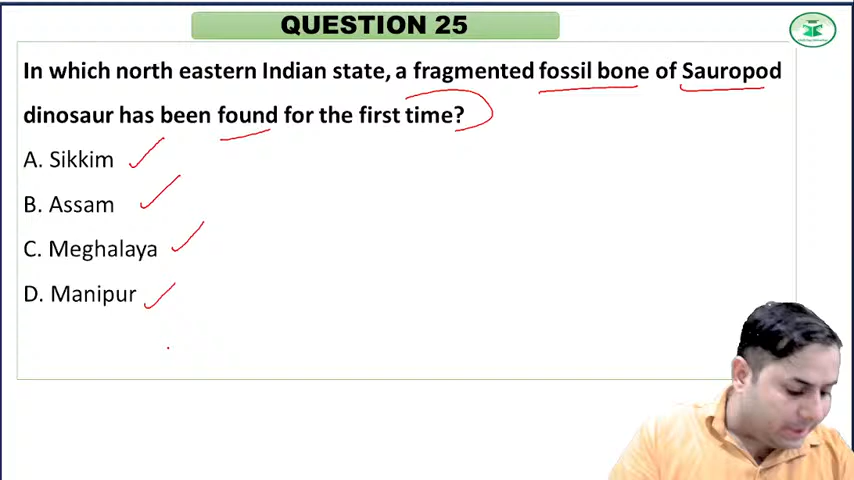 QUESTION 25
In which north eastern Indian state, a fragmented fossil bone of Sauropod
dinosaur has been found for the first time?
A. Sikkim
B. Assam
C. Meghalaya
D. Manipur